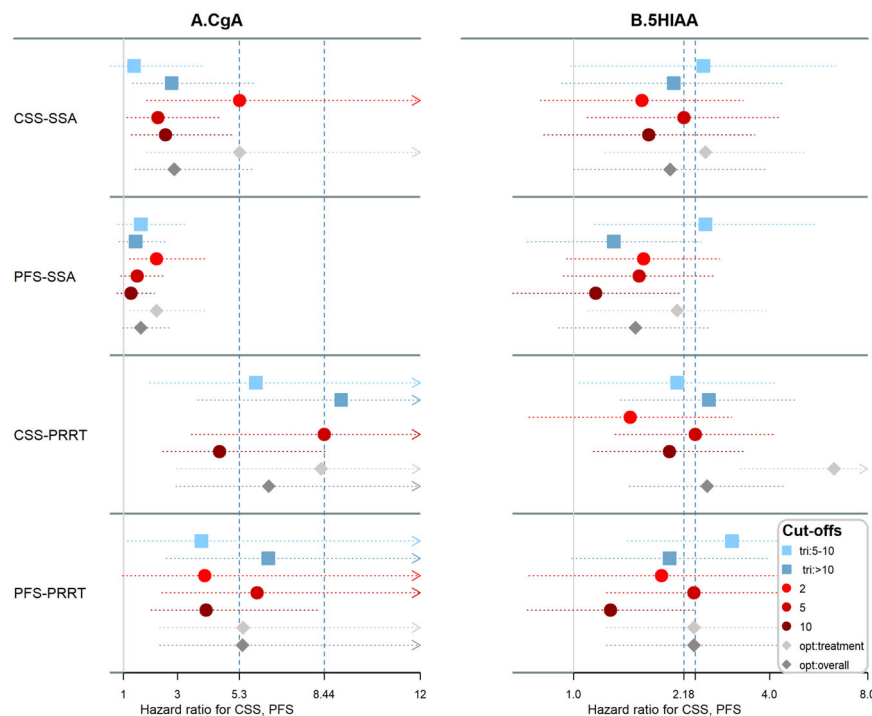 A.CgA
B.5HIAA
CSS-SSA
PFS-SSA
CSS-PRRT
PFS-PRRT
Cut-offs
tri:5-10
tri:>10
2
5
10
opt:treatment
opt:overall
1 3 5.3 8.44 12
Hazard ratio for CSS, PFS
1.0 2.18 4.0 8.0
Hazard ratio for CSS, PFS